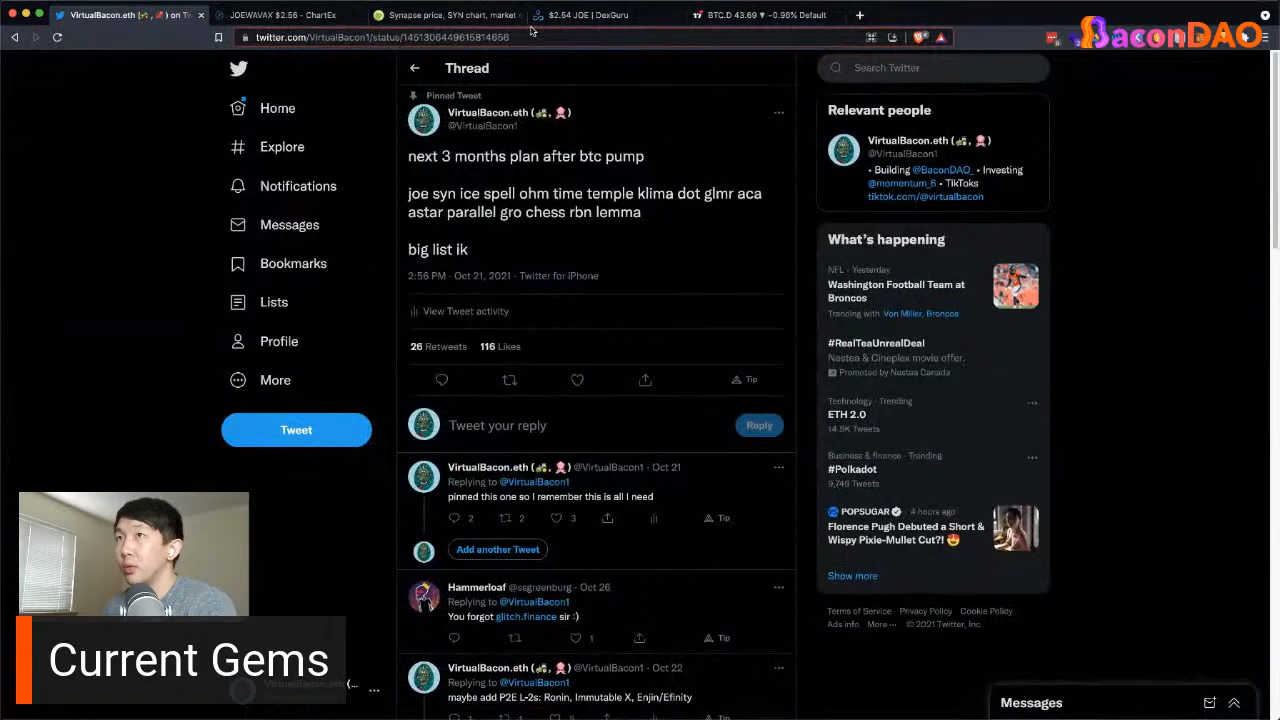 VirtualBacon.eth ( , ) on T
JOEWAVAX $2.56 - ChartEx
Synapse price, SYN chart, market
$2.54 JOE | DexGuru
BTC.D 43.69 ▼ −0.96% Default
twitter.com/VirtualBacon1/status/1451306449615814656
BaconDAO
Home
Explore
Notifications
Messages
Bookmarks
Lists
Profile
More
Tweet
Thread
Pinned Tweet
VirtualBacon.eth (🚜, 🐙)
@VirtualBacon1
next 3 months plan after btc pump
joe syn ice spell ohm time temple klima dot glmr aca
astar parallel gro chess rbn lemma
big list ik
2:56 PM · Oct 21, 2021 · Twitter for iPhone
View Tweet activity
26 Retweets 116 Likes
Tip
Tweet your reply
Reply
VirtualBacon.eth (🚜, 🐙) @VirtualBacon1 · Oct 21
Replying to @VirtualBacon1
pinned this one so I remember this is all I need
2 2 3 Tip
Add another Tweet
Hammerloaf @ssgreenburg · Oct 26
Replying to @VirtualBacon1
You forgot glitch.finance sir :)
1 Tip
VirtualBacon.eth (🚜, 🐙) @VirtualBacon1 · Oct 22
Replying to @VirtualBacon1
maybe add P2E L-2s: Ronin, Immutable X, Enjin/Efinity
Search Twitter
Relevant people
VirtualBacon.eth (🚜, 🐙)
@VirtualBacon1
• Building @BaconDAO_ • Investing
@momentum_6 • TikToks
tiktok.com/@virtualbacon
What's happening
NFL · Yesterday
Washington Football Team at
Broncos
Trending with Von Miller, Broncos
#RealTeaUnrealDeal
Nestea & Cineplex movie offer.
Promoted by Nestea Canada
Technology · Trending
ETH 2.0
14.9K Tweets
Business & finance · Trending
#Polkadot
9,749 Tweets
POPSUGAR · 4 hours ago
Florence Pugh Debuted a Short &
Wispy Pixie-Mullet Cut?! 😍
Show more
Terms of Service Privacy Policy Cookie Policy
Ads info More ··· © 2021 Twitter, Inc.
Messages
Current Gems